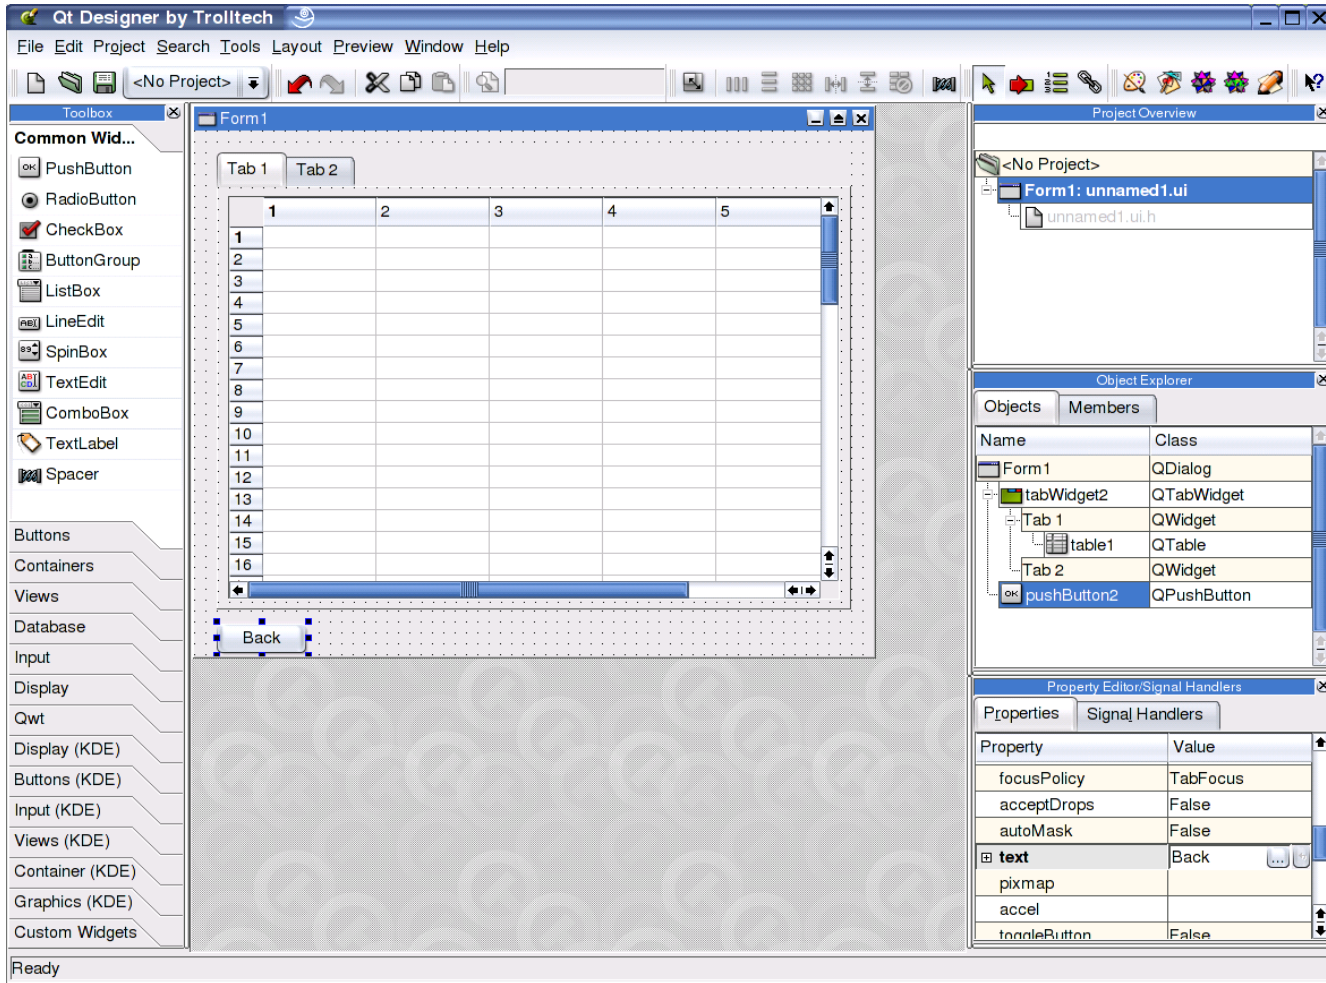 Qt Designer by Trolltech
File Edit Project Search Tools Layout Preview Window Help
<No Project>
Toolbox
Common Wid...
PushButton
RadioButton
CheckBox
ButtonGroup
ListBox
LineEdit
SpinBox
TextEdit
ComboBox
TextLabel
Spacer
Buttons
Containers
Views
Database
Input
Display
Qwt
Display (KDE)
Buttons (KDE)
Input (KDE)
Views (KDE)
Container (KDE)
Graphics (KDE)
Custom Widgets
Form1
Tab 1 Tab 2
1 2 3 4 5
1
2
3
4
5
6
7
8
9
10
11
12
13
14
15
16
Back
Project Overview
<No Project>
Form1: unnamed1.ui
unnamed1.ui.h
Object Explorer
Objects Members
Name Class
Form1 QDialog
tabWidget2 QTabWidget
Tab 1 QWidget
table1 QTable
Tab 2 QWidget
pushButton2 QPushButton
Property Editor/Signal Handlers
Properties Signal Handlers
Property Value
focusPolicy TabFocus
acceptDrops False
autoMask False
text Back ...
pixmap
accel
toggleButton False
Ready